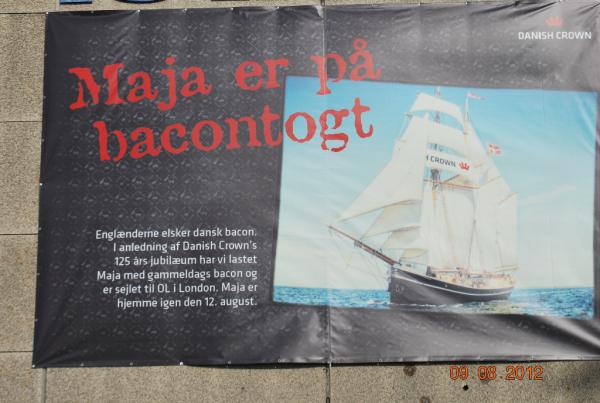 DANISH CROWN
Maja er på
bacontogt
H CROWN
Englænderne elsker dansk bacon.
I anledning af Danish Crown's
125 års jubilæum har vi lastet
Maja med gammeldags bacon og
er sejlet til OL i London. Maja er
hjemme igen den 12. august.
09.08.2012